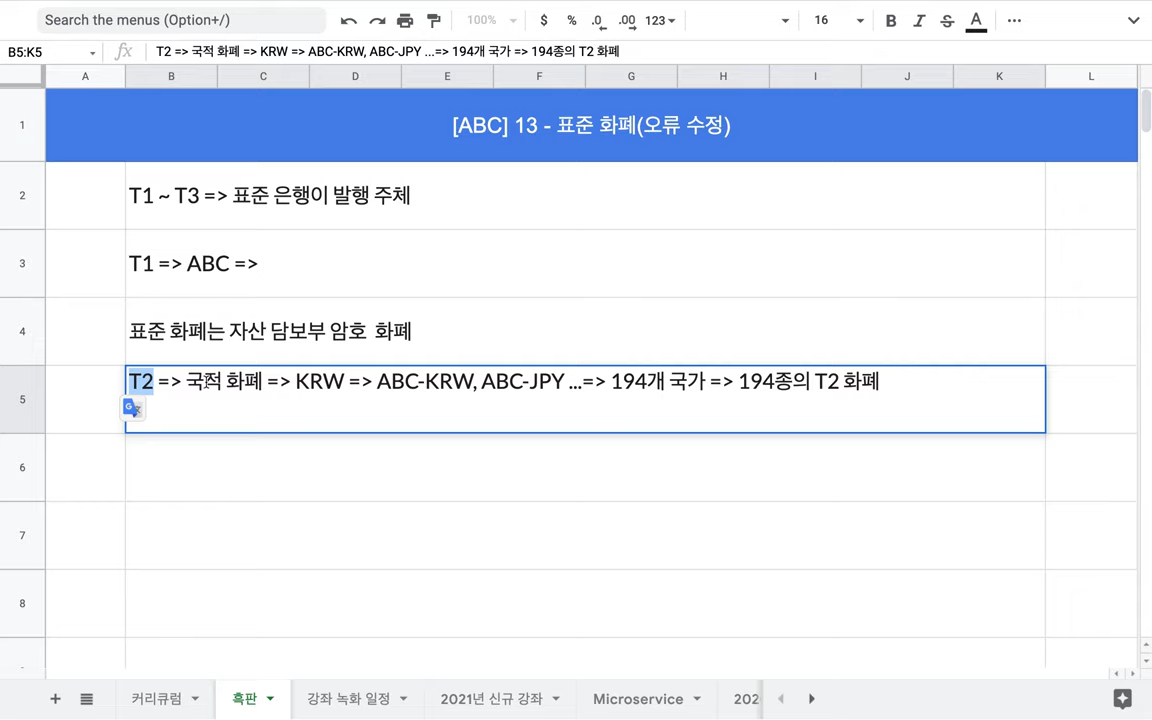 Search the menus (Option+/)
100%
$ % .0 .00 123
16
B I S A
B5:K5
fx
T2 => 국적 화폐 => KRW => ABC-KRW, ABC-JPY ...=> 194개 국가 => 194종의 T2 화폐
A B C D E F G H I J K L
1
[ABC] 13 - 표준 화폐(오류 수정)
2
T1 ~ T3 => 표준 은행이 발행 주체
3
T1 => ABC =>
4
표준 화폐는 자산 담보부 암호 화폐
5
T2 => 국적 화폐 => KRW => ABC-KRW, ABC-JPY ...=> 194개 국가 => 194종의 T2 화폐
6
7
8
커리큐럼 흑판 강좌 녹화 일정 2021년 신규 강좌 Microservice 202